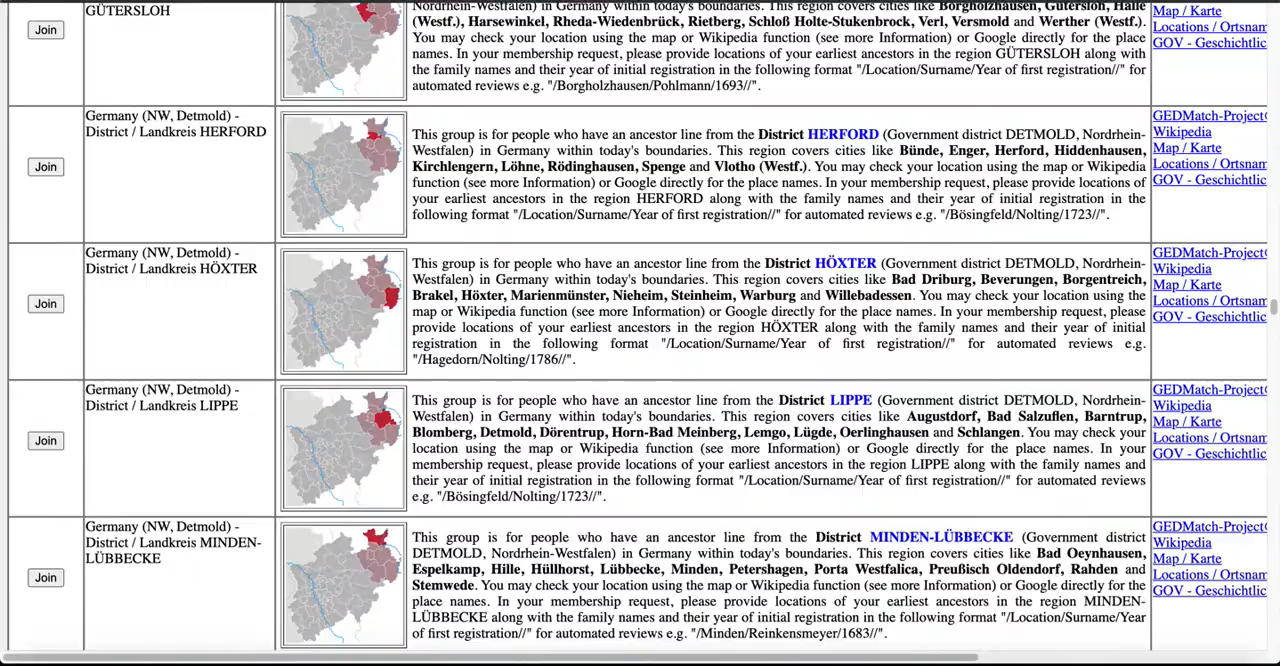 GÜTERSLOH
Join
Nordrhein-Westfalen) in Germany within today's boundaries. This region covers cities like Borgholzhausen, Gütersloh, Halle
(Westf.), Harsewinkel, Rheda-Wiedenbrück, Rietberg, Schloß Holte-Stukenbrock, Verl, Versmold and Werther (Westf.).
You may check your location using the map or Wikipedia function (see more Information) or Google directly for the place
names. In your membership request, please provide locations of your earliest ancestors in the region GÜTERSLOH along with
the family names and their year of initial registration in the following format "/Location/Surname/Year of first registration//" for
automated reviews e.g. "/Borgholzhausen/Pohlmann/1693//".
Map / Karte
Locations / Ortsnam
GOV - Geschichtlic
Join
Germany (NW, Detmold) -
District / Landkreis HERFORD
This group is for people who have an ancestor line from the District HERFORD (Government district DETMOLD, Nordrhein-
Westfalen) in Germany within today's boundaries. This region covers cities like Bünde, Enger, Herford, Hiddenhausen,
Kirchlengern, Löhne, Rödinghausen, Spenge and Vlotho (Westf.). You may check your location using the map or Wikipedia
function (see more Information) or Google directly for the place names. In your membership request, please provide locations of
your earliest ancestors in the region HERFORD along with the family names and their year of initial registration in the
following format "/Location/Surname/Year of first registration//" for automated reviews e.g. "/Bösingfeld/Nolting/1723//".
GEDMatch-Project
Wikipedia
Map / Karte
Locations / Ortsnam
GOV - Geschichtlic
Join
Germany (NW, Detmold) -
District / Landkreis HÖXTER
This group is for people who have an ancestor line from the District HÖXTER (Government district DETMOLD, Nordrhein-
Westfalen) in Germany within today's boundaries. This region covers cities like Bad Driburg, Beverungen, Borgentreich,
Brakel, Höxter, Marienmünster, Nieheim, Steinheim, Warburg and Willebadessen. You may check your location using the
map or Wikipedia function (see more Information) or Google directly for the place names. In your membership request, please
provide locations of your earliest ancestors in the region HÖXTER along with the family names and their year of initial
registration in the following format "/Location/Surname/Year of first registration//" for automated reviews e.g.
"/Hagedorn/Nolting/1786//".
GEDMatch-Project
Wikipedia
Map / Karte
Locations / Ortsnam
GOV - Geschichtlic
Join
Germany (NW, Detmold) -
District / Landkreis LIPPE
This group is for people who have an ancestor line from the District LIPPE (Government district DETMOLD, Nordrhein-
Westfalen) in Germany within today's boundaries. This region covers cities like Augustdorf, Bad Salzuflen, Barntrup,
Blomberg, Detmold, Dörentrup, Horn-Bad Meinberg, Lemgo, Lügde, Oerlinghausen and Schlangen. You may check your
location using the map or Wikipedia function (see more Information) or Google directly for the place names. In your
membership request, please provide locations of your earliest ancestors in the region LIPPE along with the family names and
their year of initial registration in the following format "/Location/Surname/Year of first registration//" for automated reviews
e.g. "/Bösingfeld/Nolting/1723//".
GEDMatch-Project
Wikipedia
Map / Karte
Locations / Ortsnam
GOV - Geschichtlic
Join
Germany (NW, Detmold) -
District / Landkreis MINDEN-
LÜBBECKE
This group is for people who have an ancestor line from the District MINDEN-LÜBBECKE (Government district
DETMOLD, Nordrhein-Westfalen) in Germany within today's boundaries. This region covers cities like Bad Oeynhausen,
Espelkamp, Hille, Hüllhorst, Lübbecke, Minden, Petershagen, Porta Westfalica, Preußisch Oldendorf, Rahden and
Stemwede. You may check your location using the map or Wikipedia function (see more Information) or Google directly for the
place names. In your membership request, please provide locations of your earliest ancestors in the region MINDEN-
LÜBBECKE along with the family names and their year of initial registration in the following format "/Location/Surname/Year
of first registration//" for automated reviews e.g. "/Minden/Reinkensmeyer/1683//".
GEDMatch-Project
Wikipedia
Map / Karte
Locations / Ortsnam
GOV - Geschichtlic